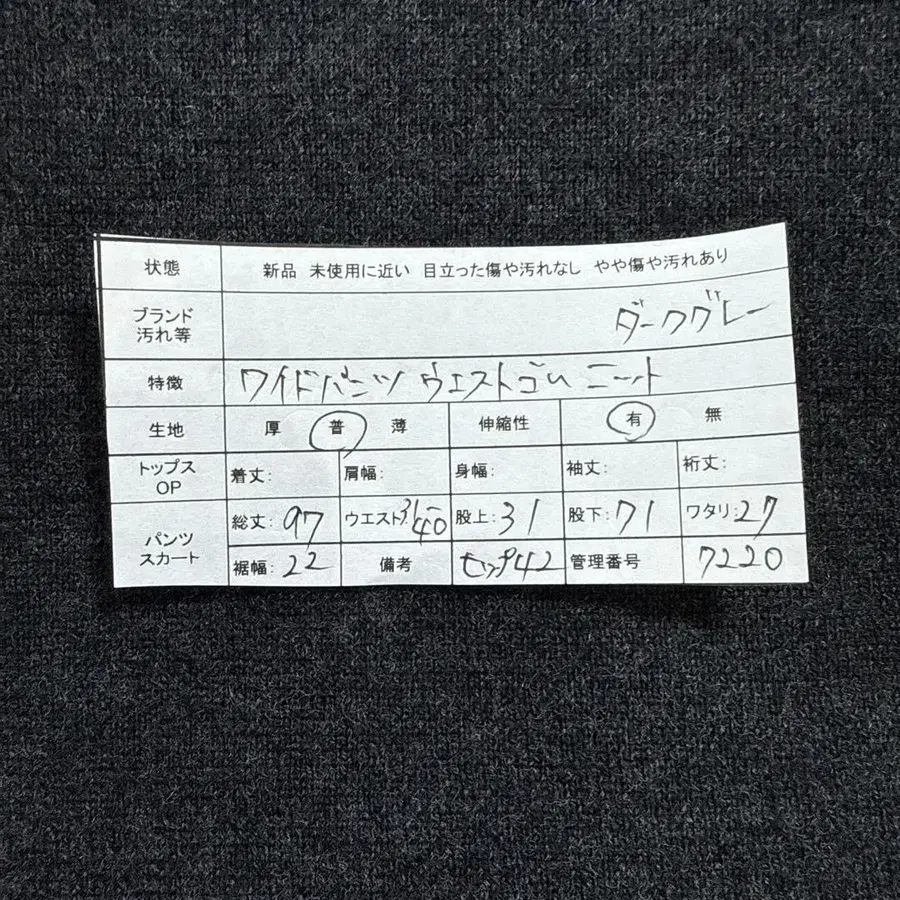 状態 新品 未使用に近い 目立った傷や汚れなし やや傷や汚れあり
ブランド
汚れ等 ダークグレー
特徴 ワイドパンツ ウエストゴム ニット
生地 厚 普 薄 伸縮性 有 無
トップス
OP 着丈: 肩幅: 身幅: 袖丈: 裄丈:
パンツ
スカート
総丈: 97 ウエスト: 31/40 股上: 31 股下: 71 ワタリ: 27
裾幅: 22 備考 ヒップ42 管理番号 7220